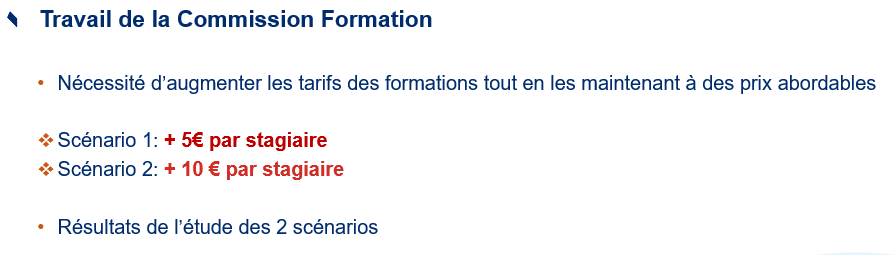 Travail de la Commission Formation
• Nécessité d'augmenter les tarifs des formations tout en les maintenant à des prix abordables
❖ Scénario 1: + 5€ par stagiaire
❖ Scénario 2: + 10 € par stagiaire
• Résultats de l'étude des 2 scénarios